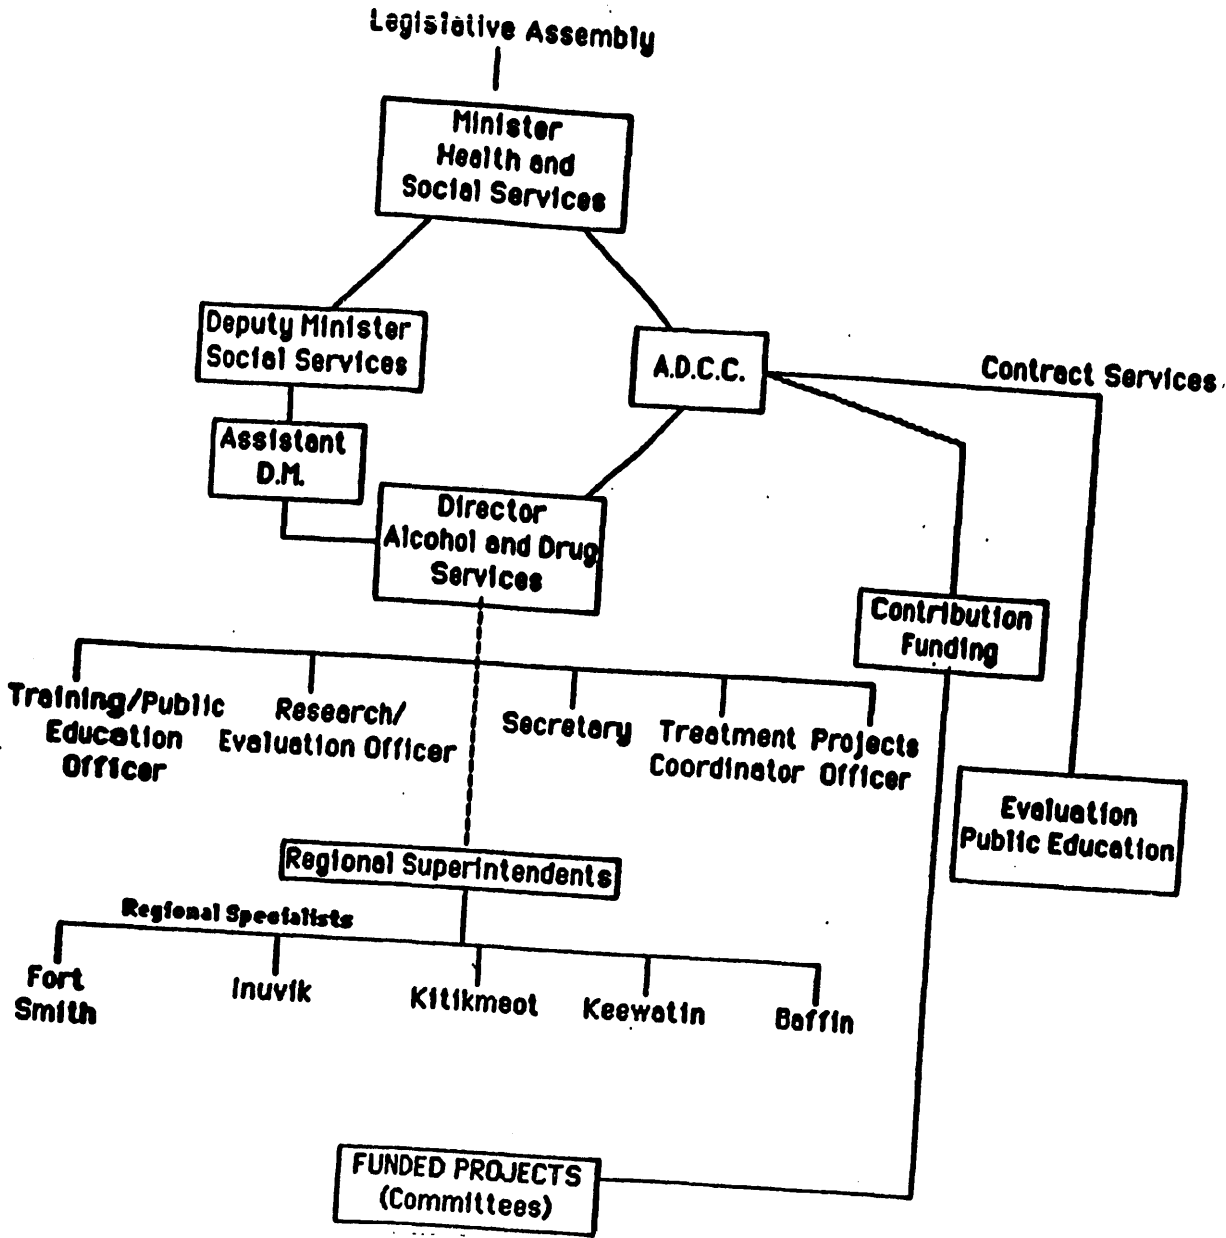 Legislative Assembly
Minister
Health and
Social Services
Deputy Minister
Social Services
A.D.C.C.
Contract Services
Assistant
D.M.
Director
Alcohol and Drug
Services
Contribution
Funding
Training/Public
Education
Officer
Research/
Evaluation Officer
Secretary
Treatment
Coordinator
Projects
Officer
Evaluation
Public Education
Regional Superintendents
Regional Specialists
Fort
Smith
Inuvik
Kitikmeot
Keewatin
Baffin
FUNDED PROJECTS
(Committees)